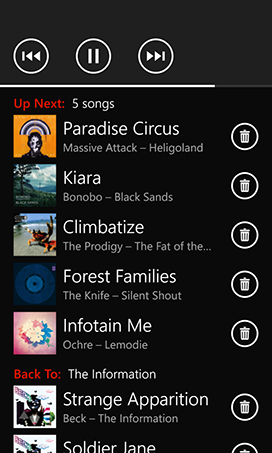 Up Next: 5 songs
Paradise Circus
Massive Attack – Heligoland
Kiara
Bonobo – Black Sands
Climbatize
The Prodigy – The Fat of the...
Forest Families
The Knife – Silent Shout
Infotain Me
Ochre – Lemodie
Back To: The Information
Strange Apparition
Beck – The Information
Soldier Jane